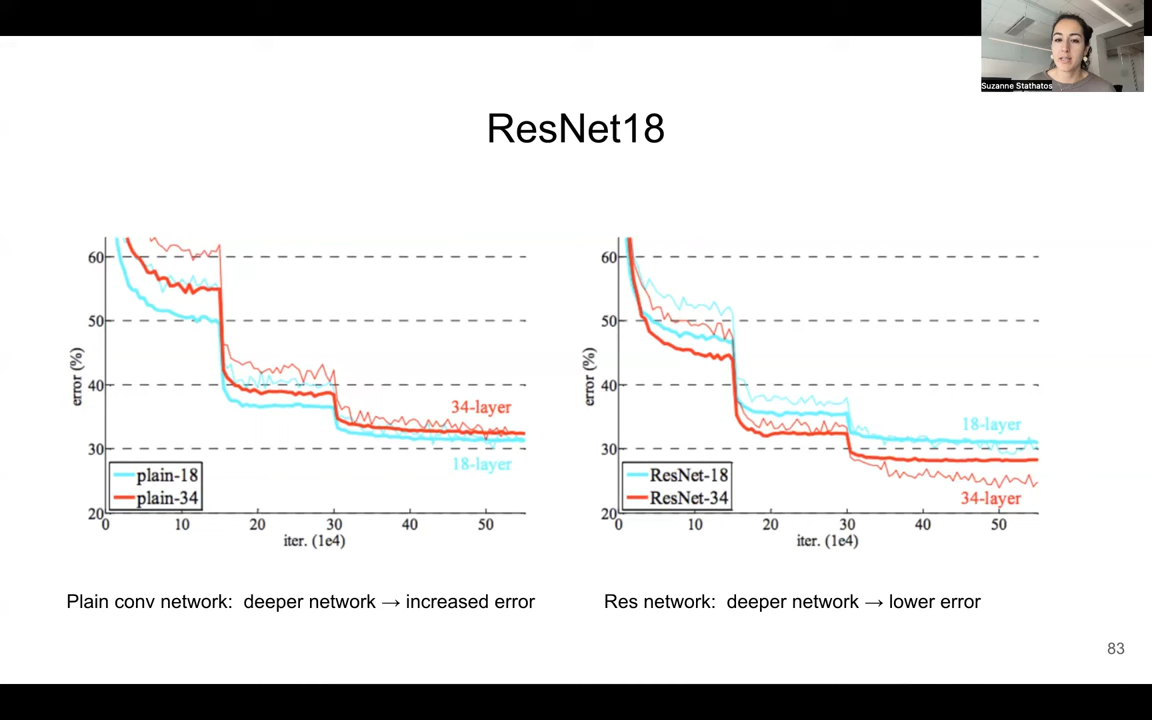 Suzanne Stathatos
ResNet18
60
50
40
30
20
error (%)
0 10 20 30 40 50
iter. (1e4)
34-layer
18-layer
plain-18
plain-34
60
50
40
30
20
error (%)
0 10 20 30 40 50
iter. (1e4)
18-layer
34-layer
ResNet-18
ResNet-34
Plain conv network: deeper network → increased error
Res network: deeper network → lower error
83